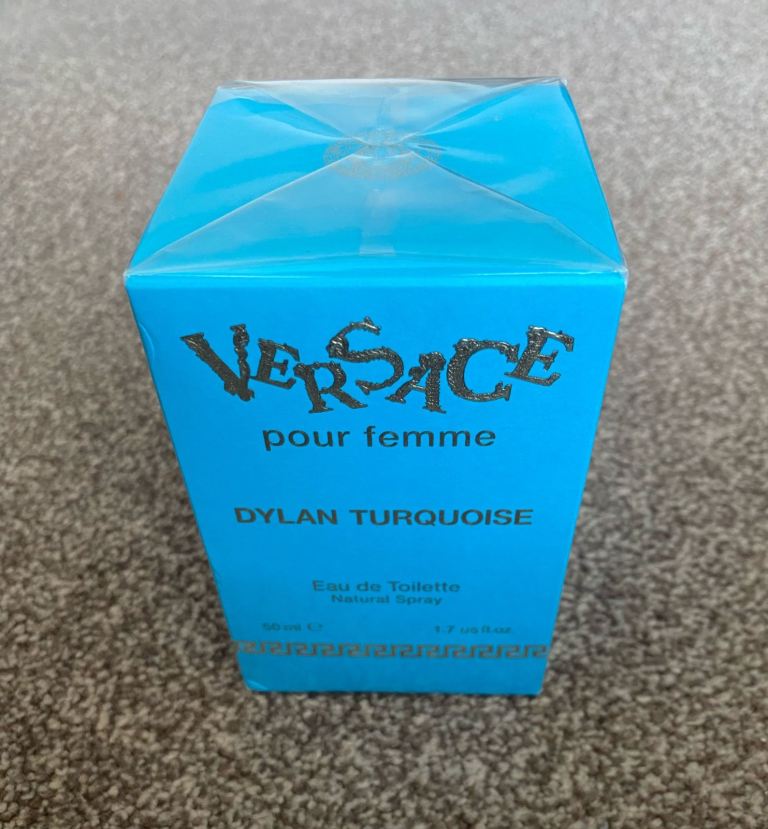 VERSACE
pour femme
DYLAN TURQUOISE
Eau de Toilette
Natural Spray
50 ml ℮ 1.7 us fl.oz.